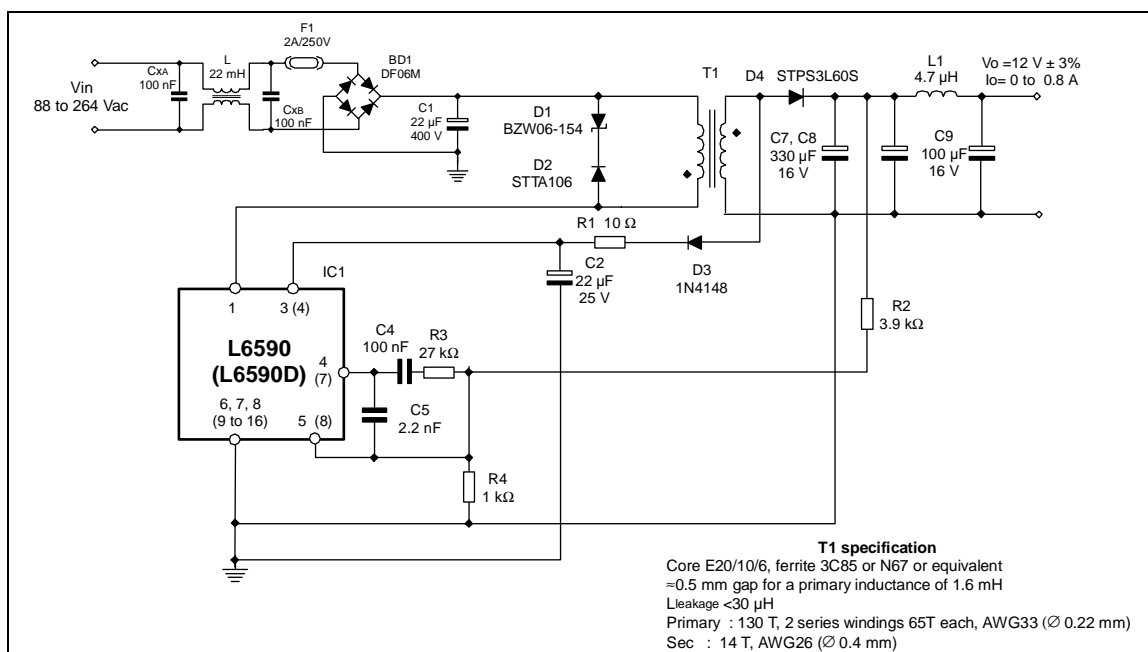 F1
2A/250V
CxA
100 nF
L
22 mH
BD1
DF06M
Vin
88 to 264 Vac
CxB
100 nF
C1
22 µF
400 V
D1
BZW06-154
D2
STTA106
T1
D4 STPS3L60S
L1
4.7 µH
Vo =12 V ± 3%
Io= 0 to 0.8 A
C7, C8
330 µF
16 V
C9
100 µF
16 V
R1 10 Ω
D3
1N4148
C2
22 µF
25 V
R2
3.9 kΩ
IC1
1
3 (4)
L6590
(L6590D)
4
(7)
6, 7, 8
(9 to 16)
5 (8)
C4
100 nF
R3
27 kΩ
C5
2.2 nF
R4
1 kΩ
T1 specification
Core E20/10/6, ferrite 3C85 or N67 or equivalent
≈0.5 mm gap for a primary inductance of 1.6 mH
Lleakage <30 µH
Primary : 130 T, 2 series windings 65T each, AWG33 (∅ 0.22 mm)
Sec : 14 T, AWG26 (∅ 0.4 mm)